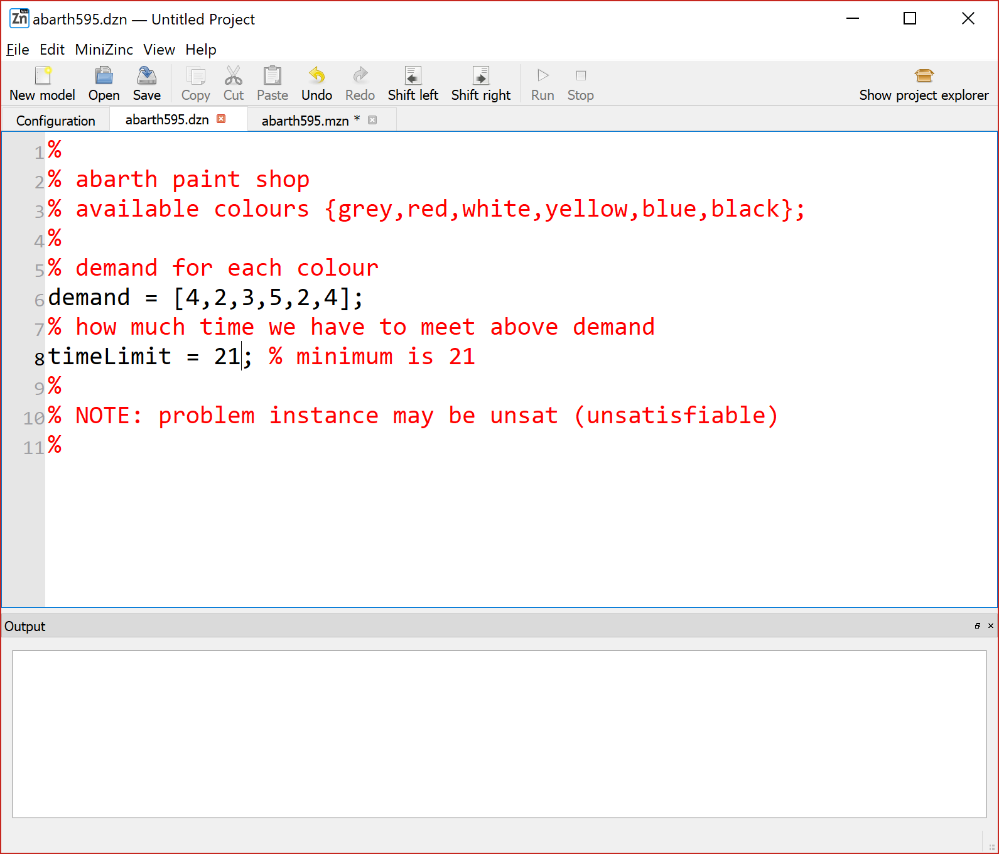 Zn Mini abarth595.dzn — Untitled Project
File Edit MiniZinc View Help
New model Open Save Copy Cut Paste Undo Redo Shift left Shift right Run Stop Show project explorer
Configuration abarth595.dzn abarth595.mzn *
1 %
2 % abarth paint shop
3 % available colours {grey,red,white,yellow,blue,black};
4 %
5 % demand for each colour
6 demand = [4,2,3,5,2,4];
7 % how much time we have to meet above demand
8 timeLimit = 21; % minimum is 21
9 %
10 % NOTE: problem instance may be unsat (unsatisfiable)
11 %
Output